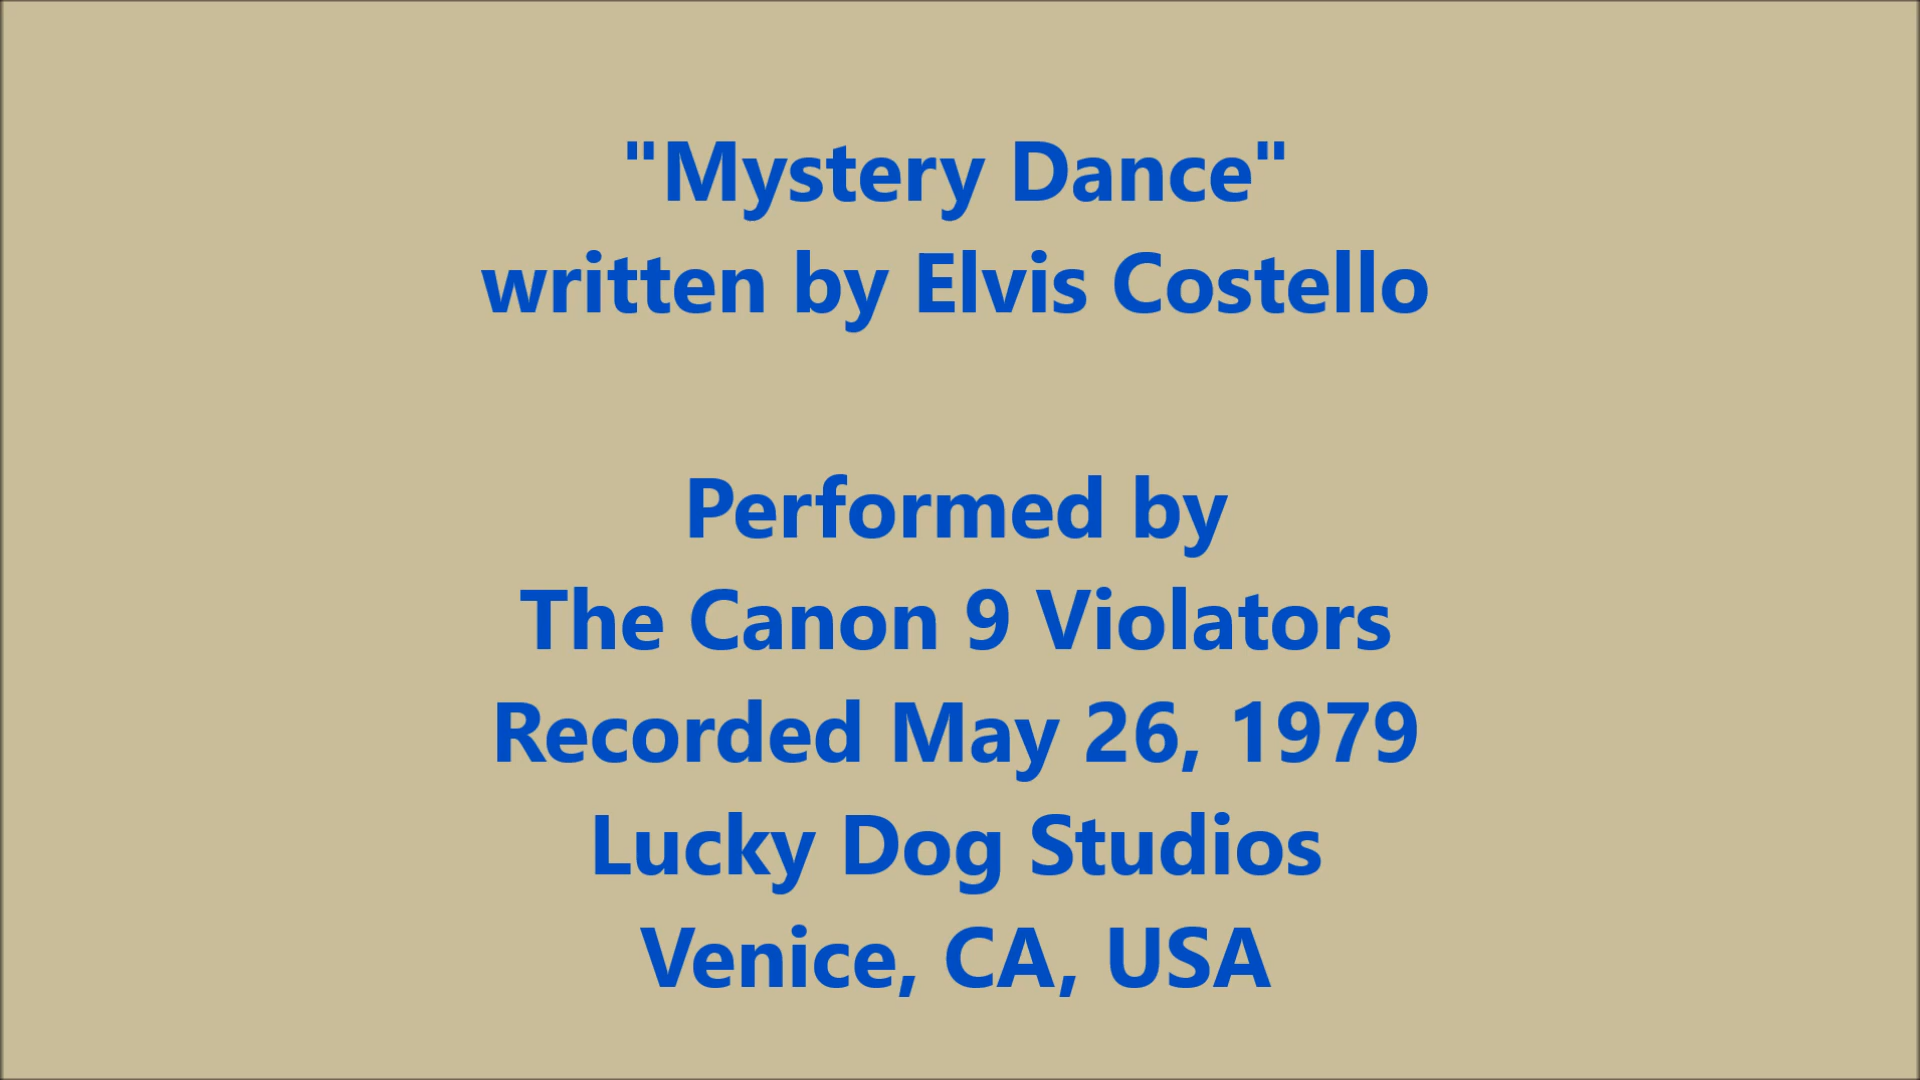 "Mystery Dance"
written by Elvis Costello
Performed by
The Canon 9 Violators
Recorded May 26, 1979
Lucky Dog Studios
Venice, CA, USA